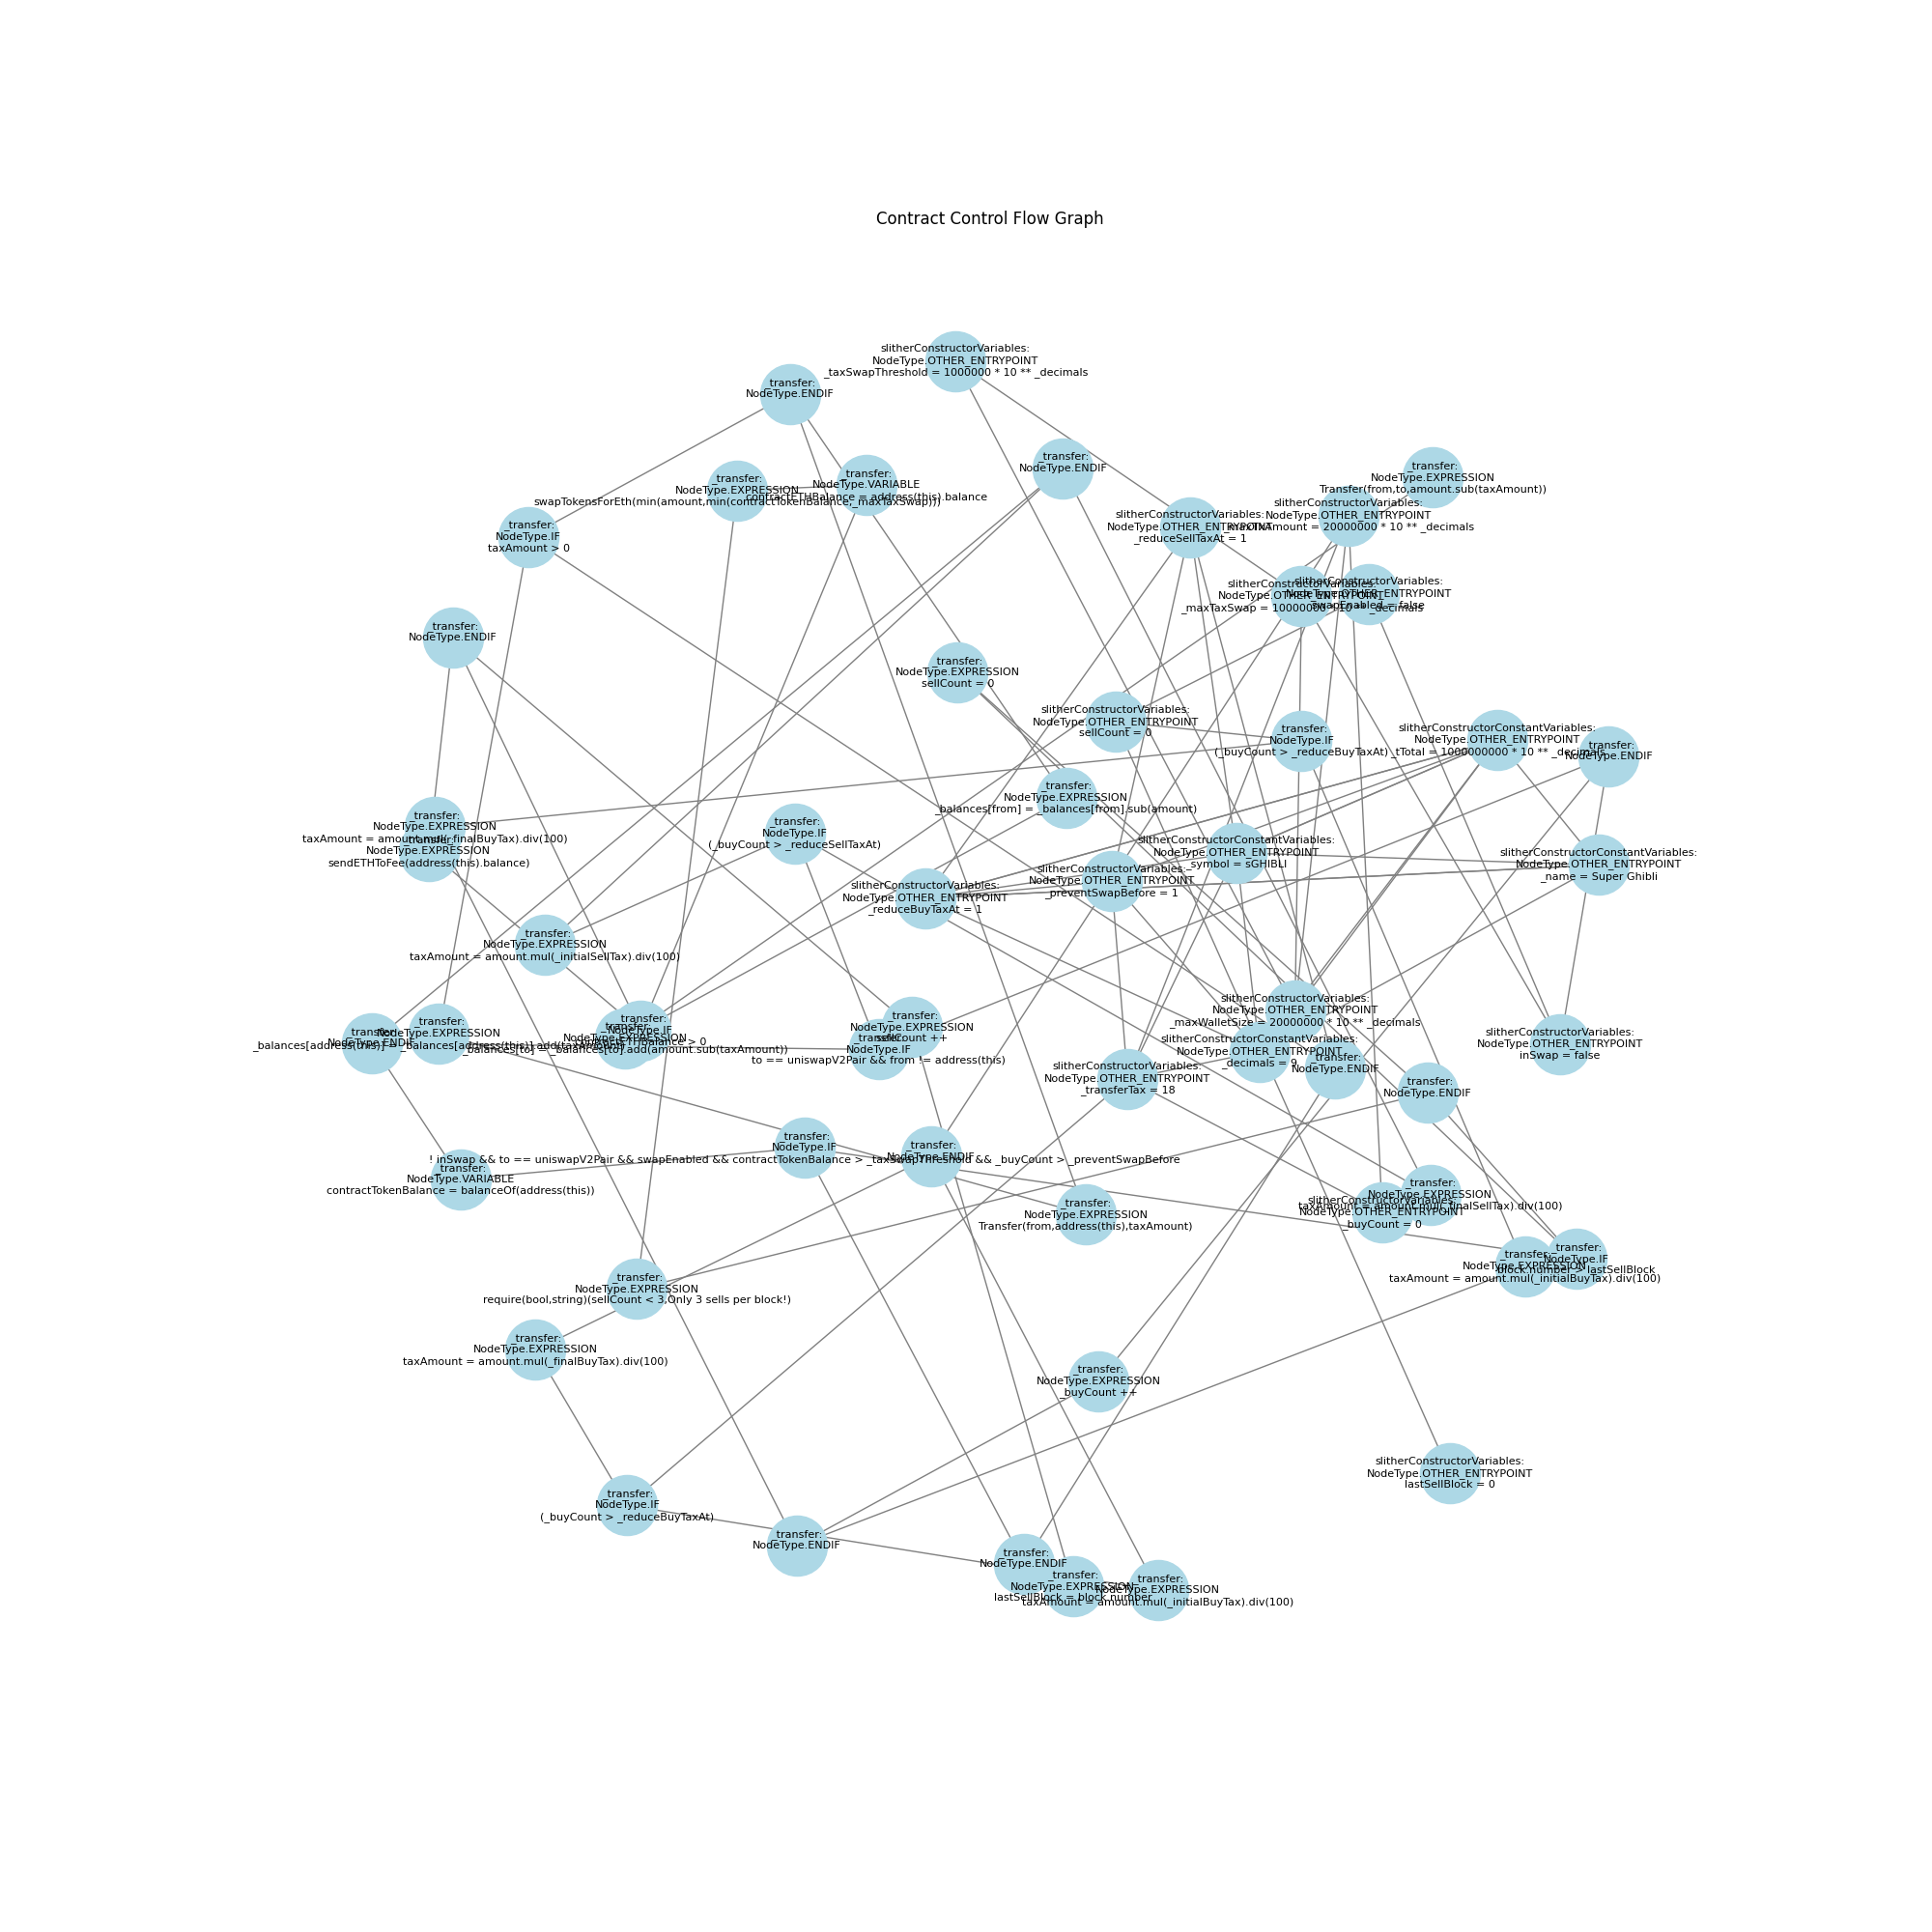 Contract Control Flow Graph
slitherConstructorVariables:
NodeType.OTHER_ENTRYPOINT
_taxSwapThreshold = 1000000 * 10 ** _decimals
_transfer:
NodeType.ENDIF
_transfer:
NodeType.ENDIF
_transfer:
NodeType.EXPRESSION
Transfer(from,to,amount.sub(taxAmount))
_transfer:
NodeType.EXPRESSION
swapTokensForEth(min(amount,min(contractTokenBalance,_maxTaxSwap)))
_transfer:
NodeType.VARIABLE
contractETHBalance = address(this).balance
slitherConstructorVariables:
NodeType.OTHER_ENTRYPOINT
_maxTxAmount = 20000000 * 10 ** _decimals
slitherConstructorVariables:
NodeType.OTHER_ENTRYPOINT
_reduceSellTaxAt = 1
_transfer:
NodeType.IF
taxAmount > 0
slitherConstructorVariables:
NodeType.OTHER_ENTRYPOINT
_maxTaxSwap = 10000000 * 10 ** _decimals
slitherConstructorVariables:
NodeType.OTHER_ENTRYPOINT
swapEnabled = false
_transfer:
NodeType.ENDIF
_transfer:
NodeType.EXPRESSION
sellCount = 0
slitherConstructorVariables:
NodeType.OTHER_ENTRYPOINT
sellCount = 0
_transfer:
NodeType.IF
(_buyCount > _reduceBuyTaxAt)
slitherConstructorConstantVariables:
NodeType.OTHER_ENTRYPOINT
_tTotal = 1000000000 * 10 ** _decimals
_transfer:
NodeType.ENDIF
_transfer:
NodeType.EXPRESSION
_balances[from] = _balances[from].sub(amount)
_transfer:
NodeType.EXPRESSION
taxAmount = amount.mul(_finalBuyTax).div(100)
_transfer:
NodeType.EXPRESSION
sendETHToFee(address(this).balance)
_transfer:
NodeType.IF
(_buyCount > _reduceSellTaxAt)
slitherConstructorConstantVariables:
NodeType.OTHER_ENTRYPOINT
_symbol = sGHIBLI
slitherConstructorConstantVariables:
NodeType.OTHER_ENTRYPOINT
_name = Super Ghibli
slitherConstructorVariables:
NodeType.OTHER_ENTRYPOINT
_preventSwapBefore = 1
slitherConstructorVariables:
NodeType.OTHER_ENTRYPOINT
_reduceBuyTaxAt = 1
_transfer:
NodeType.EXPRESSION
taxAmount = amount.mul(_initialSellTax).div(100)
slitherConstructorVariables:
NodeType.OTHER_ENTRYPOINT
_maxWalletSize = 20000000 * 10 ** _decimals
_transfer:
NodeType.EXPRESSION
sellCount ++
_transfer:
NodeType.IF
to == uniswapV2Pair && from != address(this)
_transfer:
NodeType.IF
contractETHBalance > 0
_transfer:
NodeType.EXPRESSION
_balances[to] = _balances[to].add(amount.sub(taxAmount))
_transfer:
NodeType.EXPRESSION
_balances[address(this)] = _balances[address(this)].add(taxAmount)
_transfer:
NodeType.ENDIF
slitherConstructorVariables:
NodeType.OTHER_ENTRYPOINT
inSwap = false
slitherConstructorConstantVariables:
NodeType.OTHER_ENTRYPOINT
_decimals = 9
_transfer:
NodeType.ENDIF
slitherConstructorVariables:
NodeType.OTHER_ENTRYPOINT
_transferTax = 18
_transfer:
NodeType.ENDIF
_transfer:
NodeType.IF
! inSwap && to == uniswapV2Pair && swapEnabled && contractTokenBalance > _taxSwapThreshold && _buyCount > _preventSwapBefore
_transfer:
NodeType.ENDIF
_transfer:
NodeType.VARIABLE
contractTokenBalance = balanceOf(address(this))
_transfer:
NodeType.EXPRESSION
taxAmount = amount.mul(_finalSellTax).div(100)
slitherConstructorVariables:
NodeType.OTHER_ENTRYPOINT
_buyCount = 0
_transfer:
NodeType.EXPRESSION
Transfer(from,address(this),taxAmount)
_transfer:
NodeType.IF
block.number > lastSellBlock
_transfer:
NodeType.EXPRESSION
taxAmount = amount.mul(_initialBuyTax).div(100)
_transfer:
NodeType.EXPRESSION
require(bool,string)(sellCount < 3,Only 3 sells per block!)
_transfer:
NodeType.EXPRESSION
taxAmount = amount.mul(_finalBuyTax).div(100)
_transfer:
NodeType.EXPRESSION
_buyCount ++
slitherConstructorVariables:
NodeType.OTHER_ENTRYPOINT
lastSellBlock = 0
_transfer:
NodeType.IF
(_buyCount > _reduceBuyTaxAt)
_transfer:
NodeType.ENDIF
_transfer:
NodeType.ENDIF
_transfer:
NodeType.EXPRESSION
lastSellBlock = block.number
_transfer:
NodeType.EXPRESSION
taxAmount = amount.mul(_initialBuyTax).div(100)